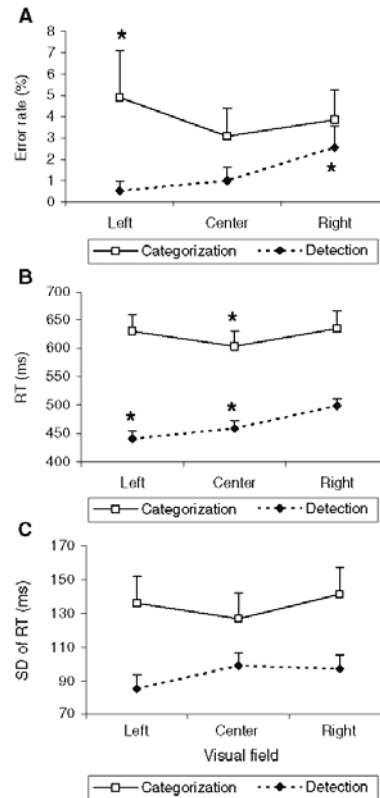 A
Error rate (%)
8
7
6
5
4
3
2
1
0
*
*
Left Center Right
Categorization Detection
B
RT (ms)
700
650
600
550
500
450
400
*
*
*
Left Center Right
Categorization Detection
C
SD of RT (ms)
170
150
130
110
90
70
Left Center Right
Visual field
Categorization Detection